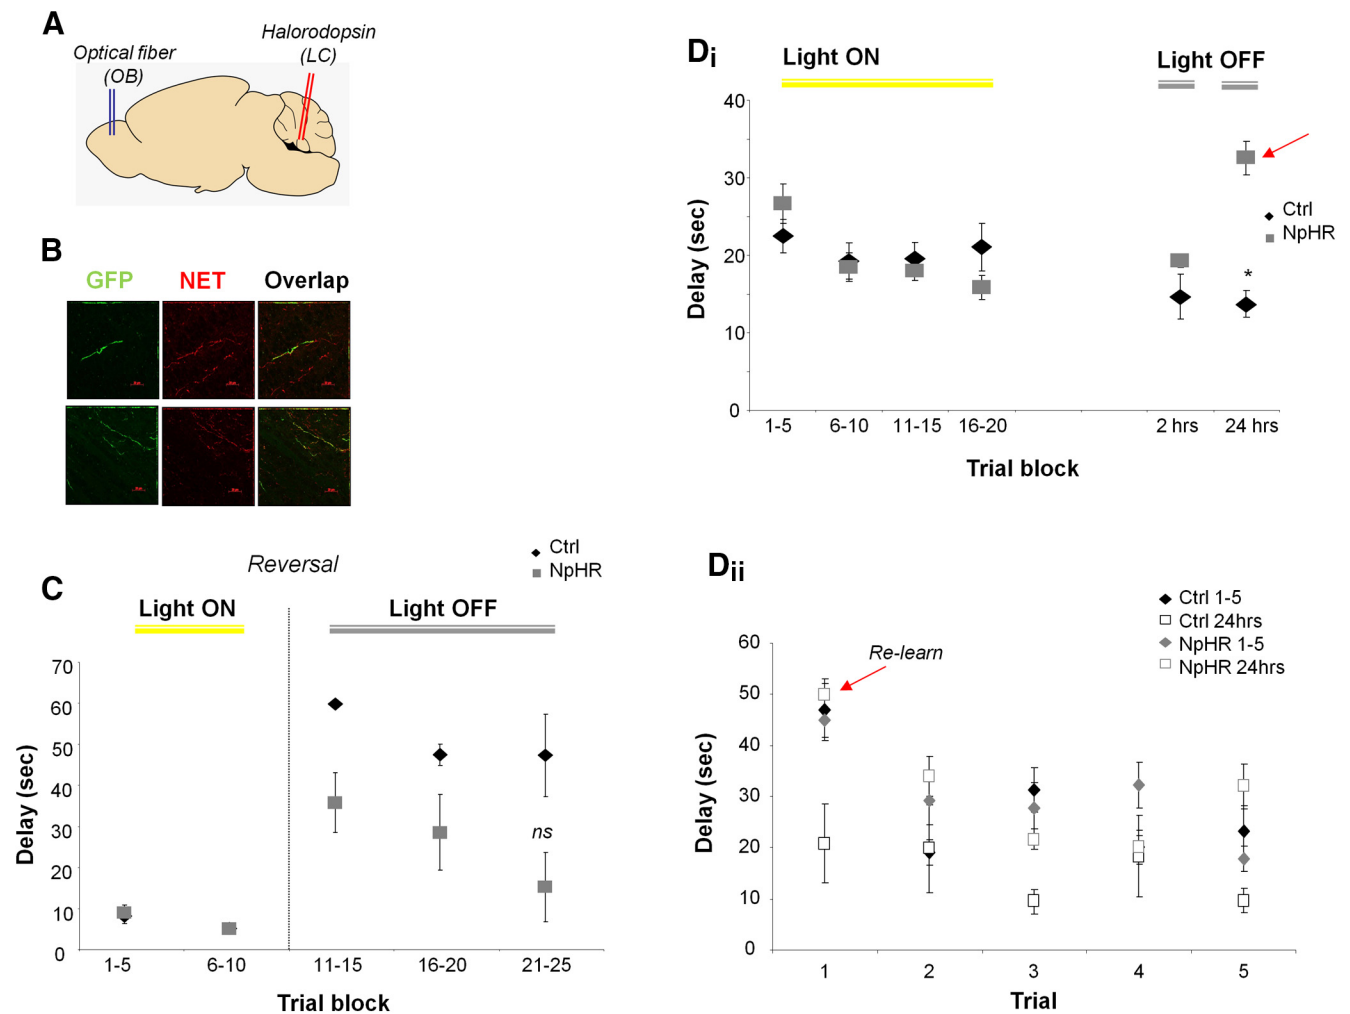 A
Optical fiber
(OB)
Halorodopsin
(LC)
B
GFP
NET
Overlap
C
Reversal
Ctrl
NpHR
Light ON
Light OFF
Delay (sec)
70
60
50
40
30
20
10
0
ns
1-5
6-10
11-15
16-20
21-25
Trial block
Di
Light ON
Light OFF
Delay (sec)
40
30
20
10
0
*
Ctrl
NpHR
1-5
6-10
11-15
16-20
2 hrs
24 hrs
Trial block
Dii
Ctrl 1-5
Ctrl 24hrs
NpHR 1-5
NpHR 24hrs
Re-learn
Delay (sec)
60
50
40
30
20
10
0
1
2
3
4
5
Trial